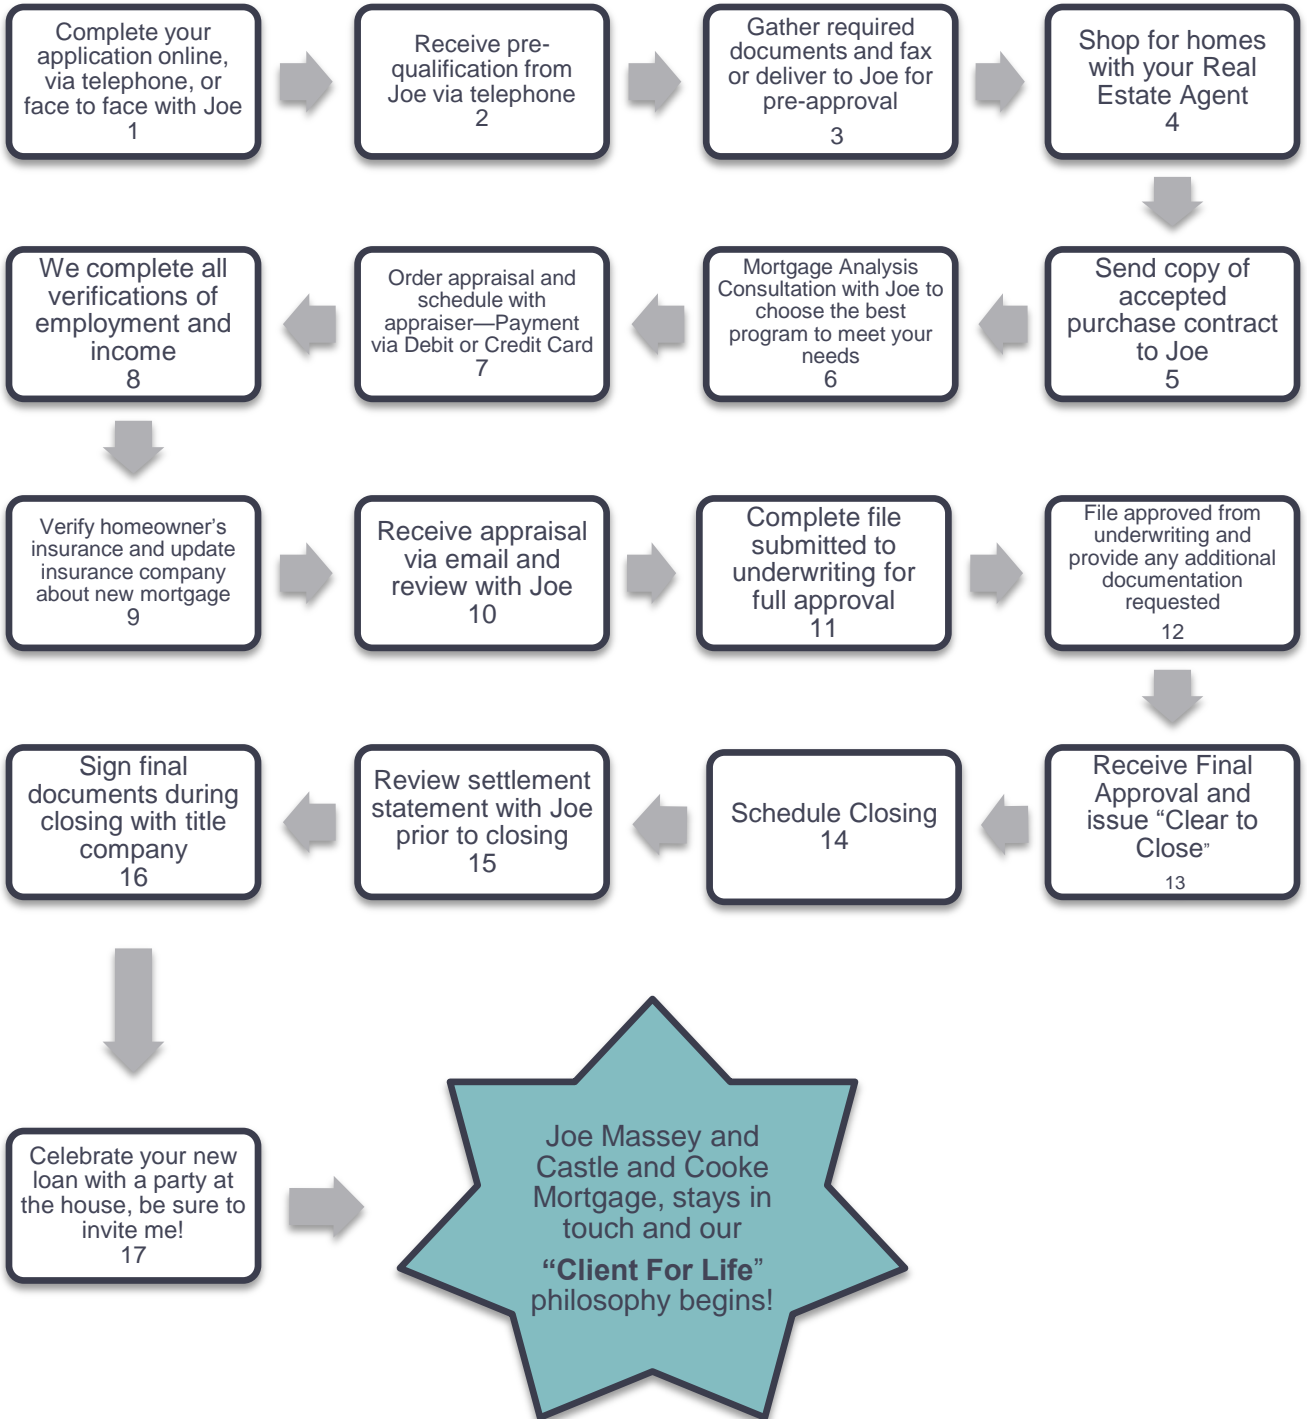 Complete your
application online,
via telephone, or
face to face with Joe
1
Receive pre-
qualification from
Joe via telephone
2
Gather required
documents and fax
or deliver to Joe for
pre-approval
3
Shop for homes
with your Real
Estate Agent
4
Send copy of
accepted
purchase contract
to Joe
5
Mortgage Analysis
Consultation with Joe to
choose the best
program to meet your
needs
6
Order appraisal and
schedule with
appraiser—Payment
via Debit or Credit Card
7
We complete all
verifications of
employment and
income
8
Verify homeowner’s
insurance and update
insurance company
about new mortgage
9
Receive appraisal
via email and
review with Joe
10
Complete file
submitted to
underwriting for
full approval
11
File approved from
underwriting and
provide any additional
documentation
requested
12
Receive Final
Approval and
issue “Clear to
Close”
13
Schedule Closing
14
Review settlement
statement with Joe
prior to closing
15
Sign final
documents during
closing with title
company
16
Celebrate your new
loan with a party at
the house, be sure to
invite me!
17
Joe Massey and
Castle and Cooke
Mortgage, stays in
touch and our
“Client For Life”
philosophy begins!